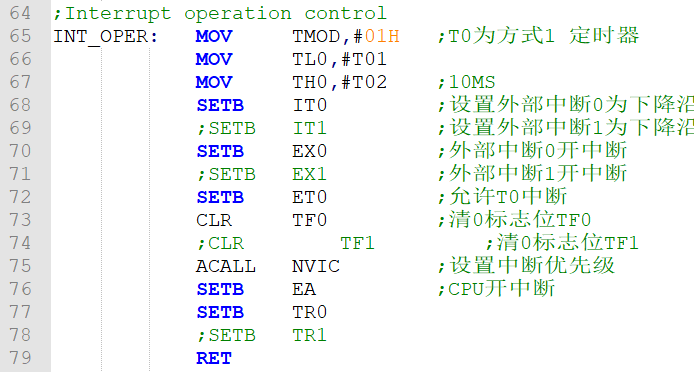 64 ;Interrupt operation control
65 INT_OPER: MOV TMOD,#01H ;T0为方式1 定时器
66 MOV TL0,#T01
67 MOV TH0,#T02 ;10MS
68 SETB IT0 ;设置外部中断0为下降沿
69 ;SETB IT1 ;设置外部中断1为下降沿
70 SETB EX0 ;外部中断0开中断
71 ;SETB EX1 ;外部中断1开中断
72 SETB ET0 ;允许T0中断
73 CLR TF0 ;清0标志位TF0
74 ;CLR TF1 ;清0标志位TF1
75 ACALL NVIC ;设置中断优先级
76 SETB EA ;CPU开中断
77 SETB TR0
78 ;SETB TR1
79 RET